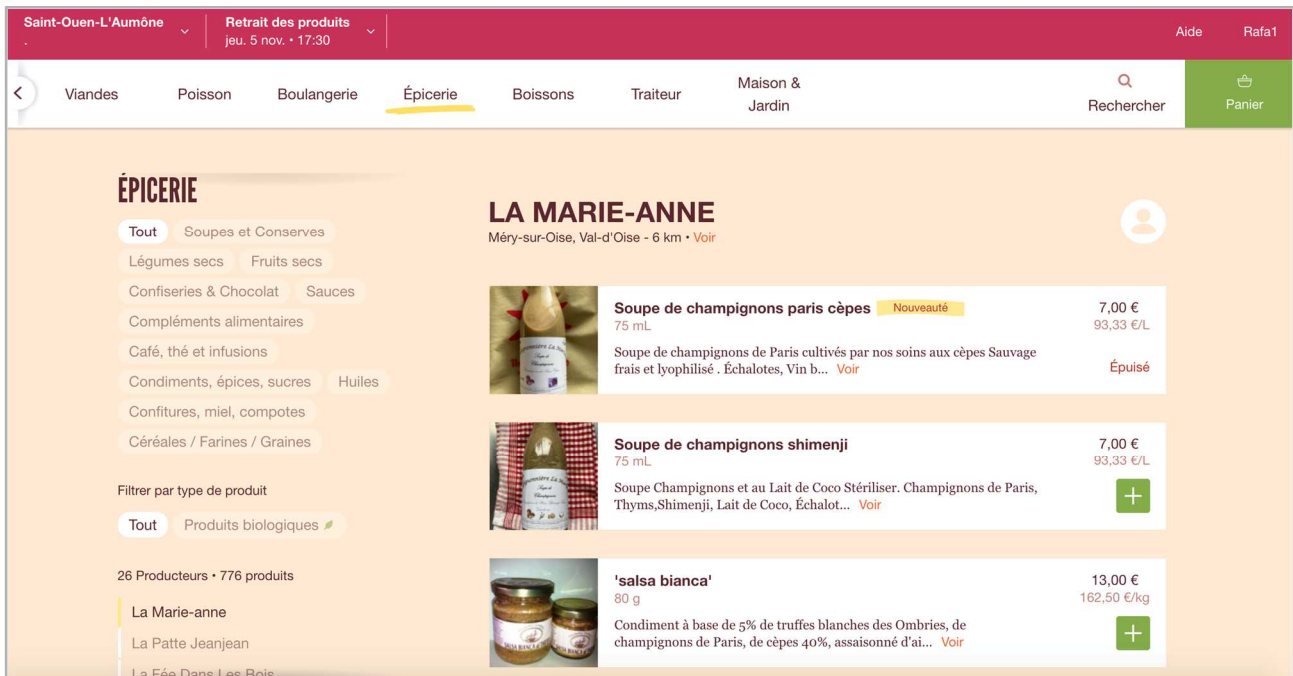 Saint-Ouen-L'Aumône
.
Retrait des produits
jeu. 5 nov. • 17:30
Aide
Rafa1
Viandes
Poisson
Boulangerie
Épicerie
Boissons
Traiteur
Maison &
Jardin
Rechercher
Panier
ÉPICERIE
Tout
Soupes et Conserves
Légumes secs
Fruits secs
Confiseries & Chocolat
Sauces
Compléments alimentaires
Café, thé et infusions
Condiments, épices, sucres
Huiles
Confitures, miel, compotes
Céréales / Farines / Graines
Filtrer par type de produit
Tout
Produits biologiques
26 Producteurs • 776 produits
La Marie-anne
La Patte Jeanjean
La Fée Dans Les Bois
LA MARIE-ANNE
Méry-sur-Oise, Val-d'Oise - 6 km • Voir
Soupe de champignons paris cèpes
Nouveauté
75 mL
Soupe de champignons de Paris cultivés par nos soins aux cèpes Sauvage
frais et lyophilisé . Échalotes, Vin b... Voir
7,00 €
93,33 €/L
Épuisé
Soupe de champignons shimenji
75 mL
Soupe Champignons et au Lait de Coco Stériliser. Champignons de Paris,
Thyms,Shimenji, Lait de Coco, Échalot... Voir
7,00 €
93,33 €/L
'salsa bianca'
80 g
Condiment à base de 5% de truffes blanches des Ombries, de
champignons de Paris, de cèpes 40%, assaisonné d'ai... Voir
13,00 €
162,50 €/kg
SALSA BIANCA